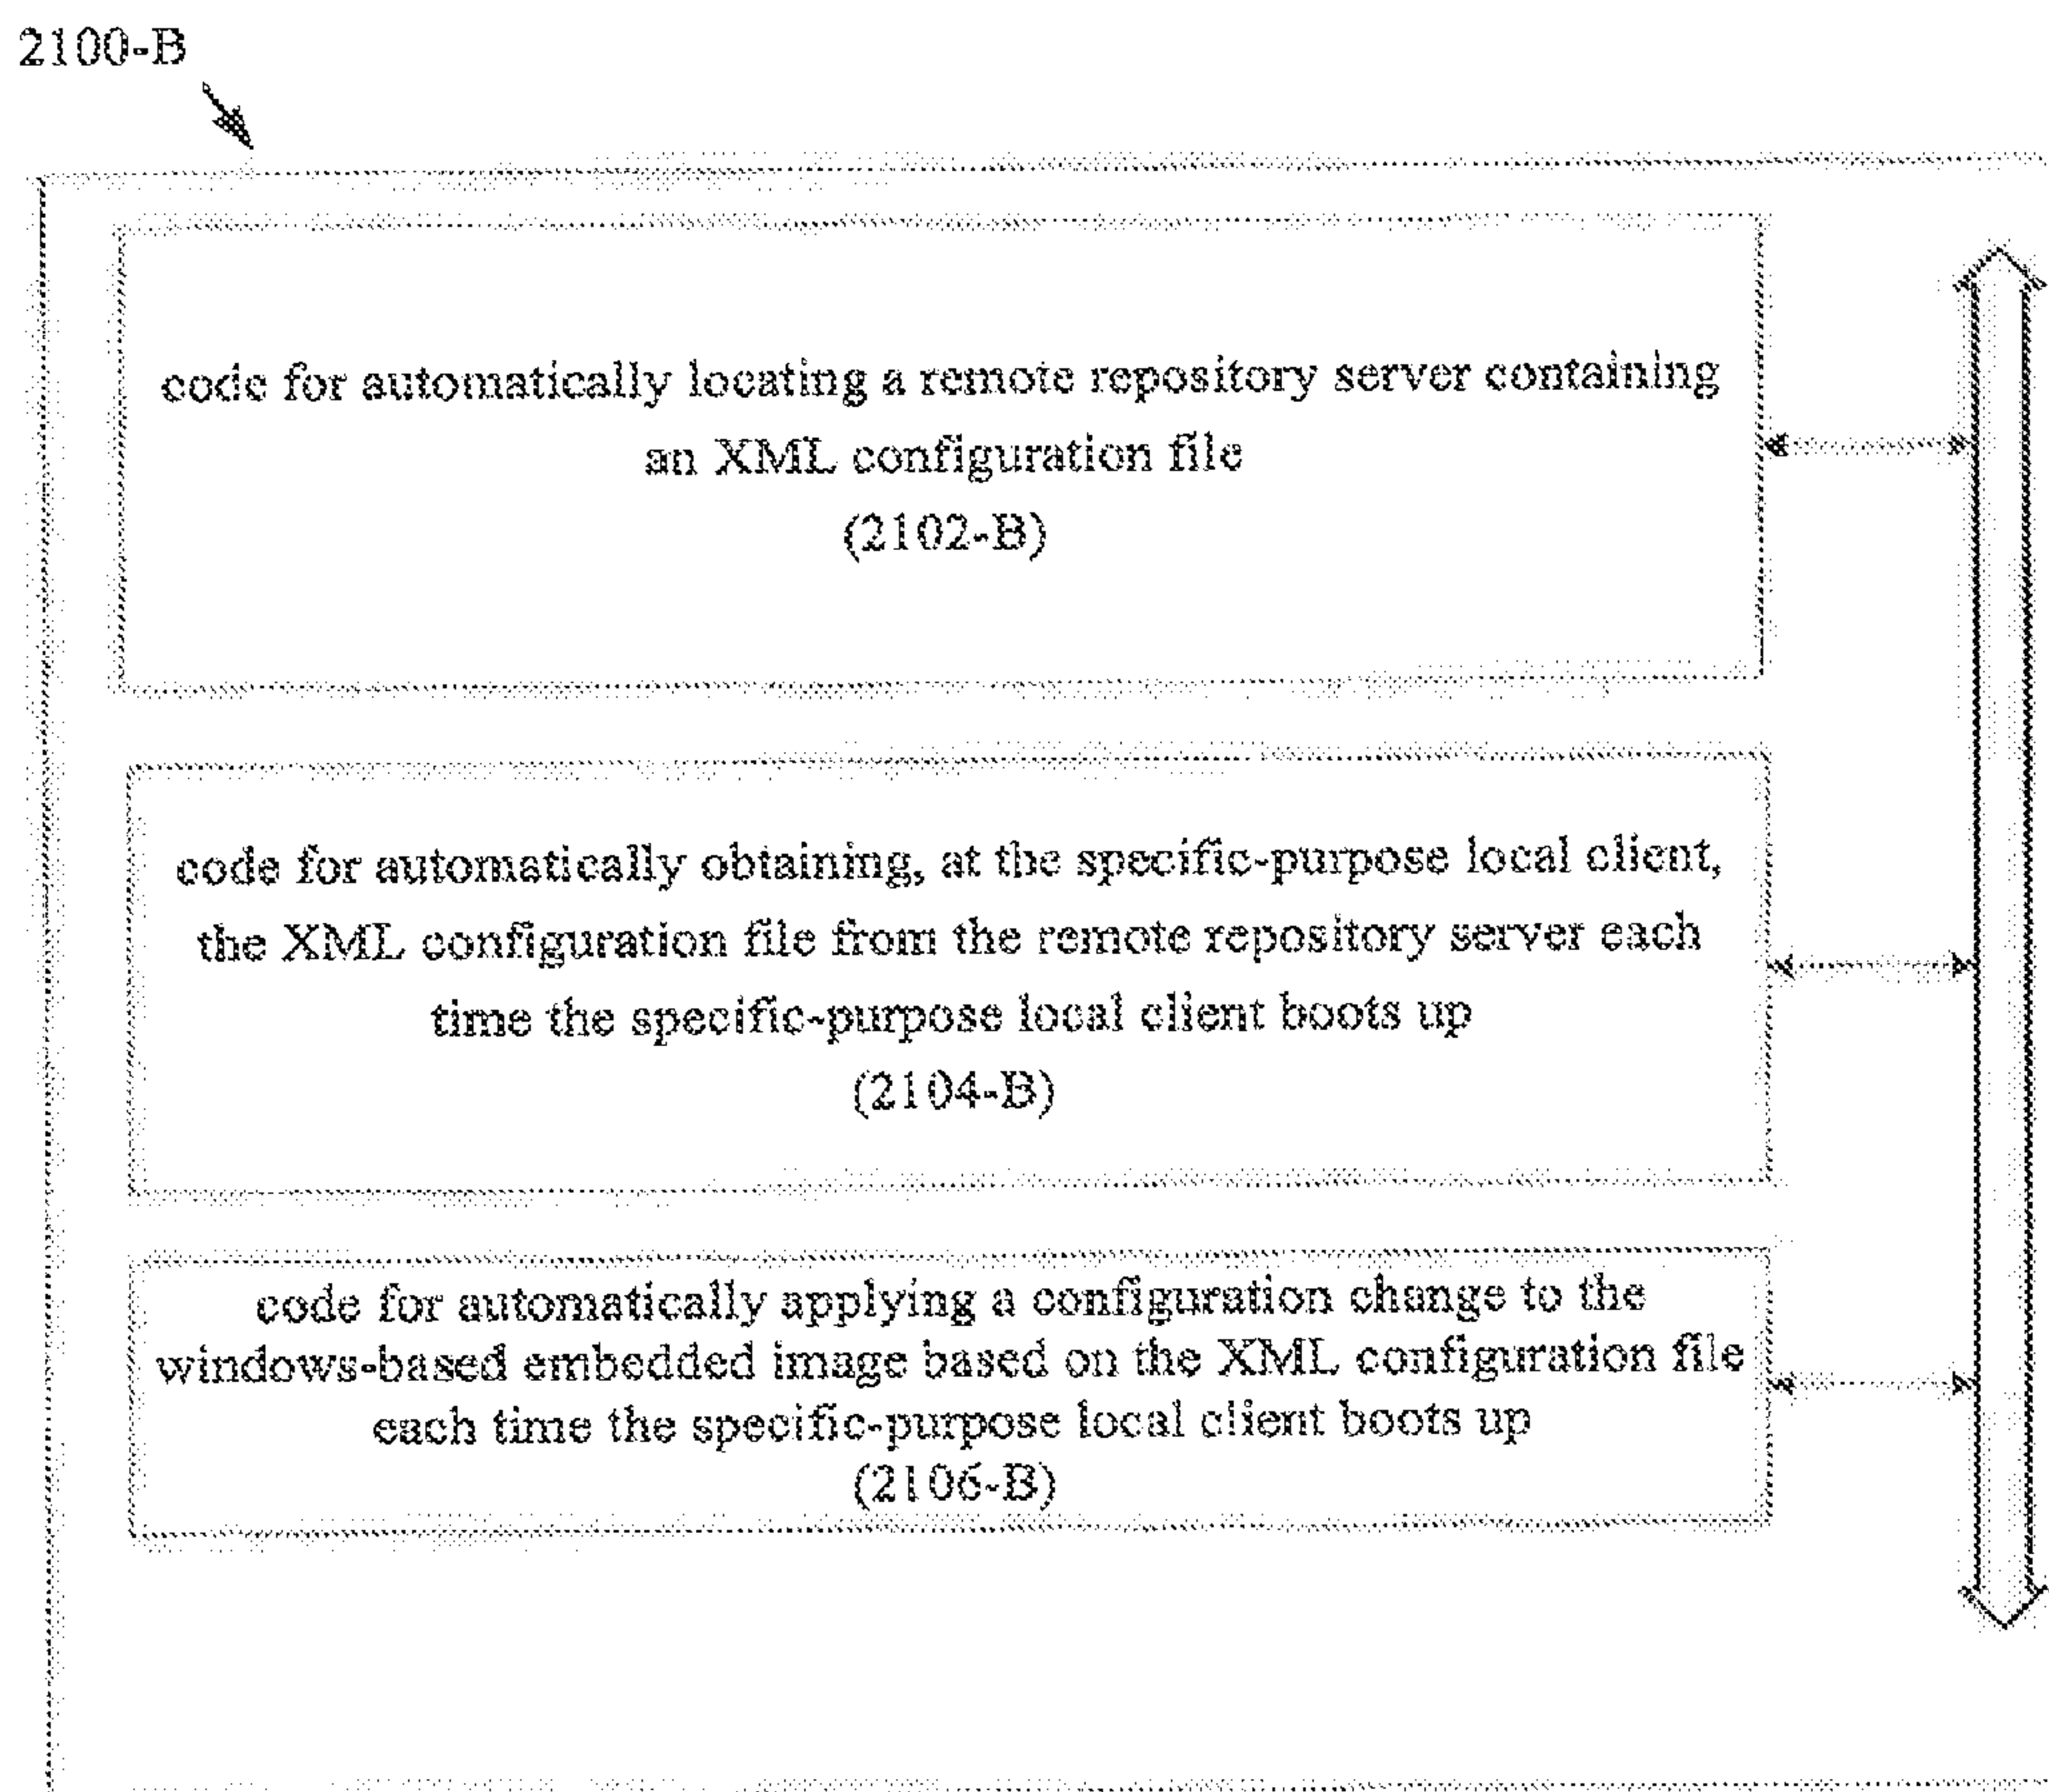 2100-B
code for automatically locating a remote repository server containing
an XML configuration file
(2102-B)
code for automatically obtaining, at the specific-purpose local client,
the XML configuration file from the remote repository server each
time the specific-purpose local client boots up
(2104-B)
code for automatically applying a configuration change to the
windows-based embedded image based on the XML configuration file
each time the specific-purpose local client boots up
(2106-B)